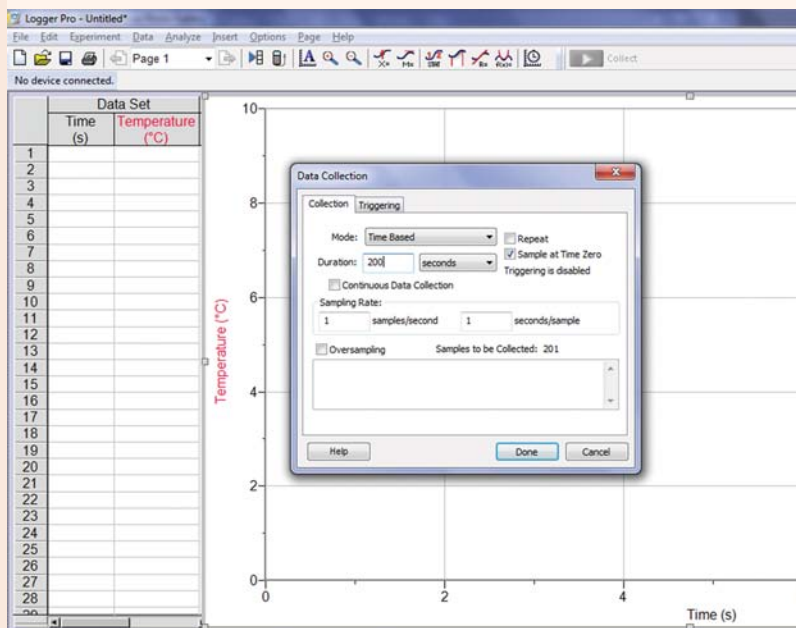 Logger Pro - Untitled*
File Edit Experiment Data Analyze Insert Options Page Help
Page 1
Collect
No device connected.
Data Set
Time
(s)
Temperature
(°C)
1
2
3
4
5
6
7
8
9
10
11
12
13
14
15
16
17
18
19
20
21
22
23
24
25
26
27
28
29
10
8
6
4
2
0
Temperature (°C)
0
2
4
Time (s)
Data Collection
Collection Triggering
Mode: Time Based
Repeat
Sample at Time Zero
Duration: 200 seconds
Triggering is disabled
Continuous Data Collection
Sampling Rate:
1 samples/second 1 seconds/sample
Oversampling Samples to be Collected: 201
Help Done Cancel